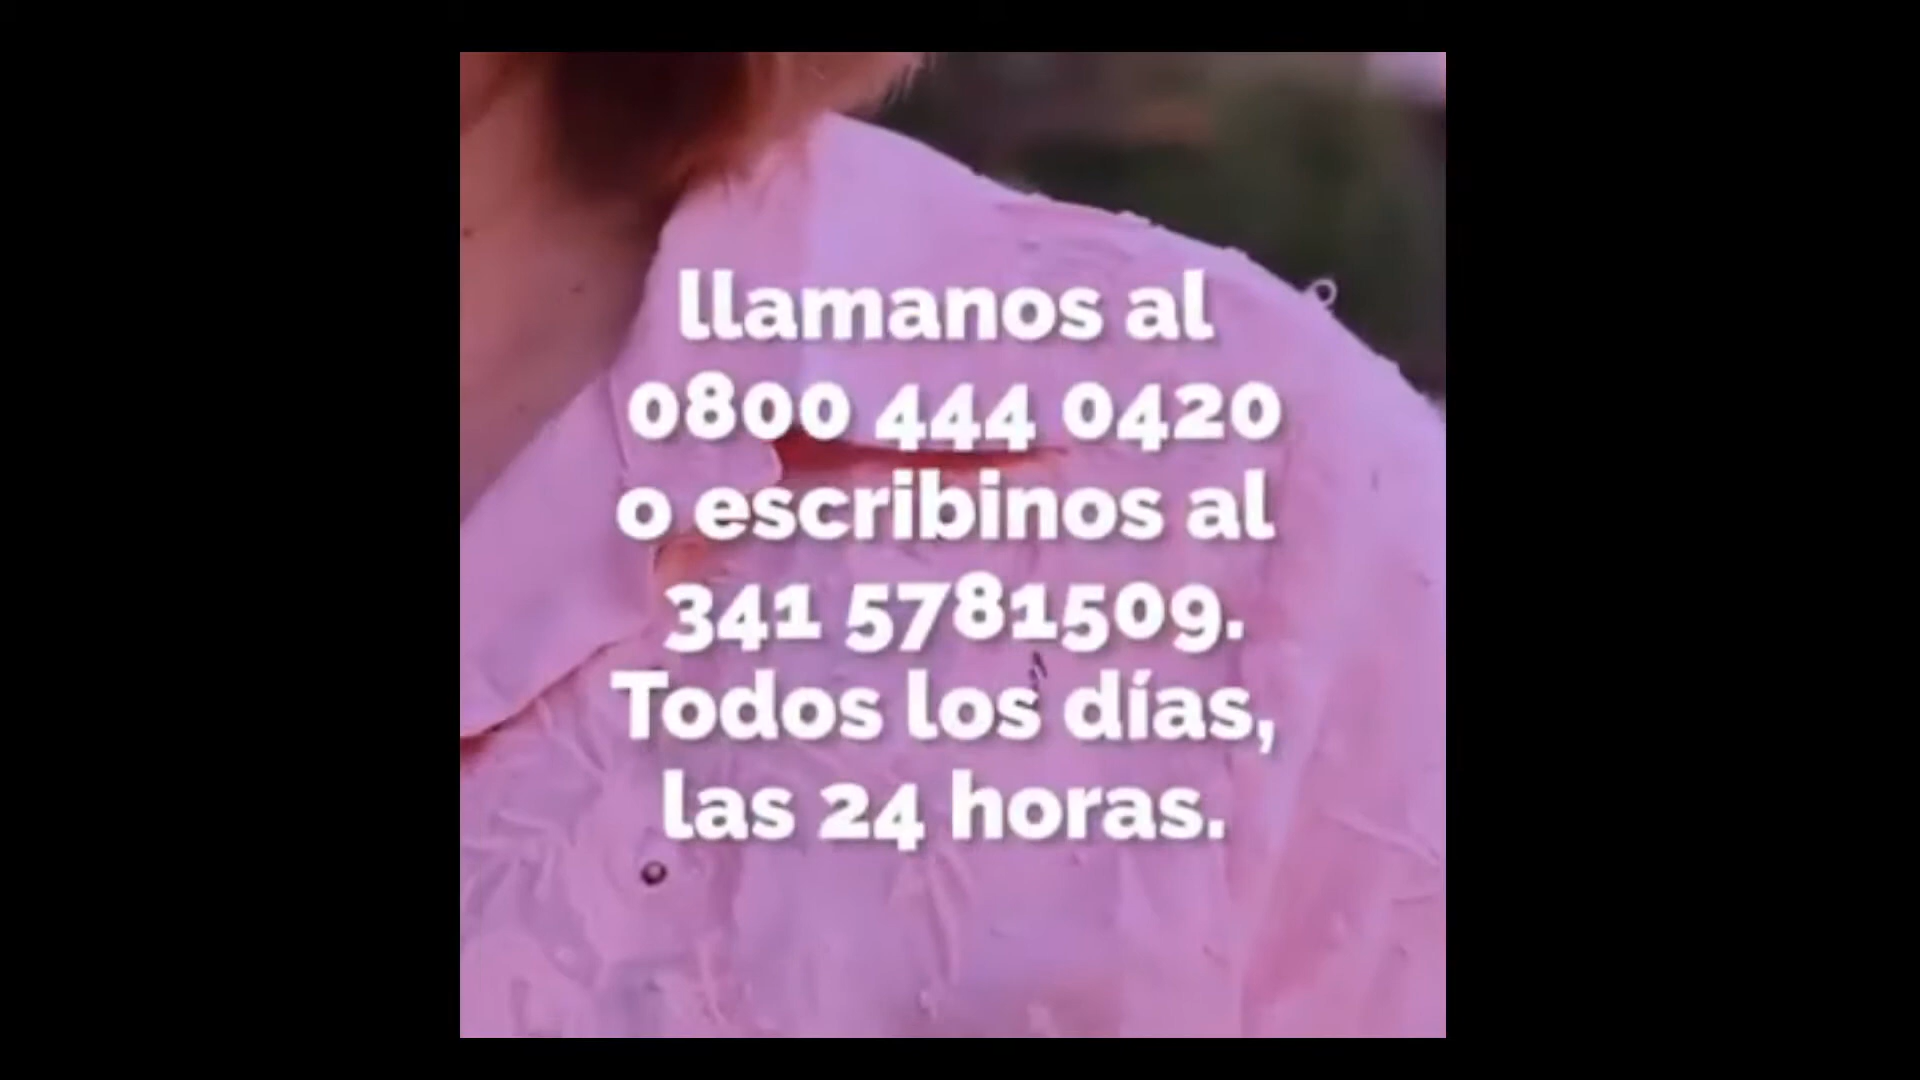 llamanos al
0800 444 0420
o escribinos al
341 5781509.
Todos los días,
las 24 horas.